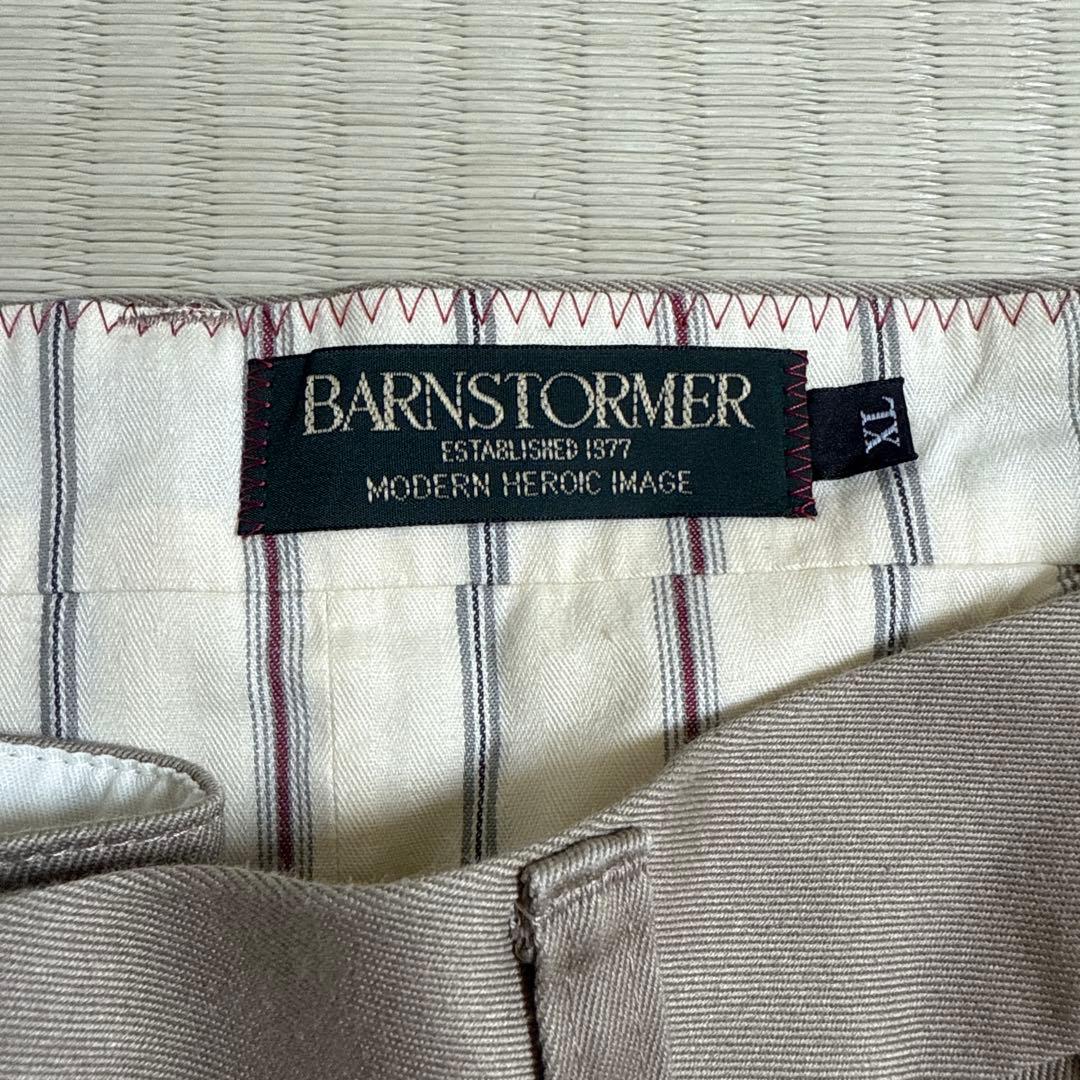 BARNSTORMER
ESTABLISHED 1977
MODERN HEROIC IMAGE
XL